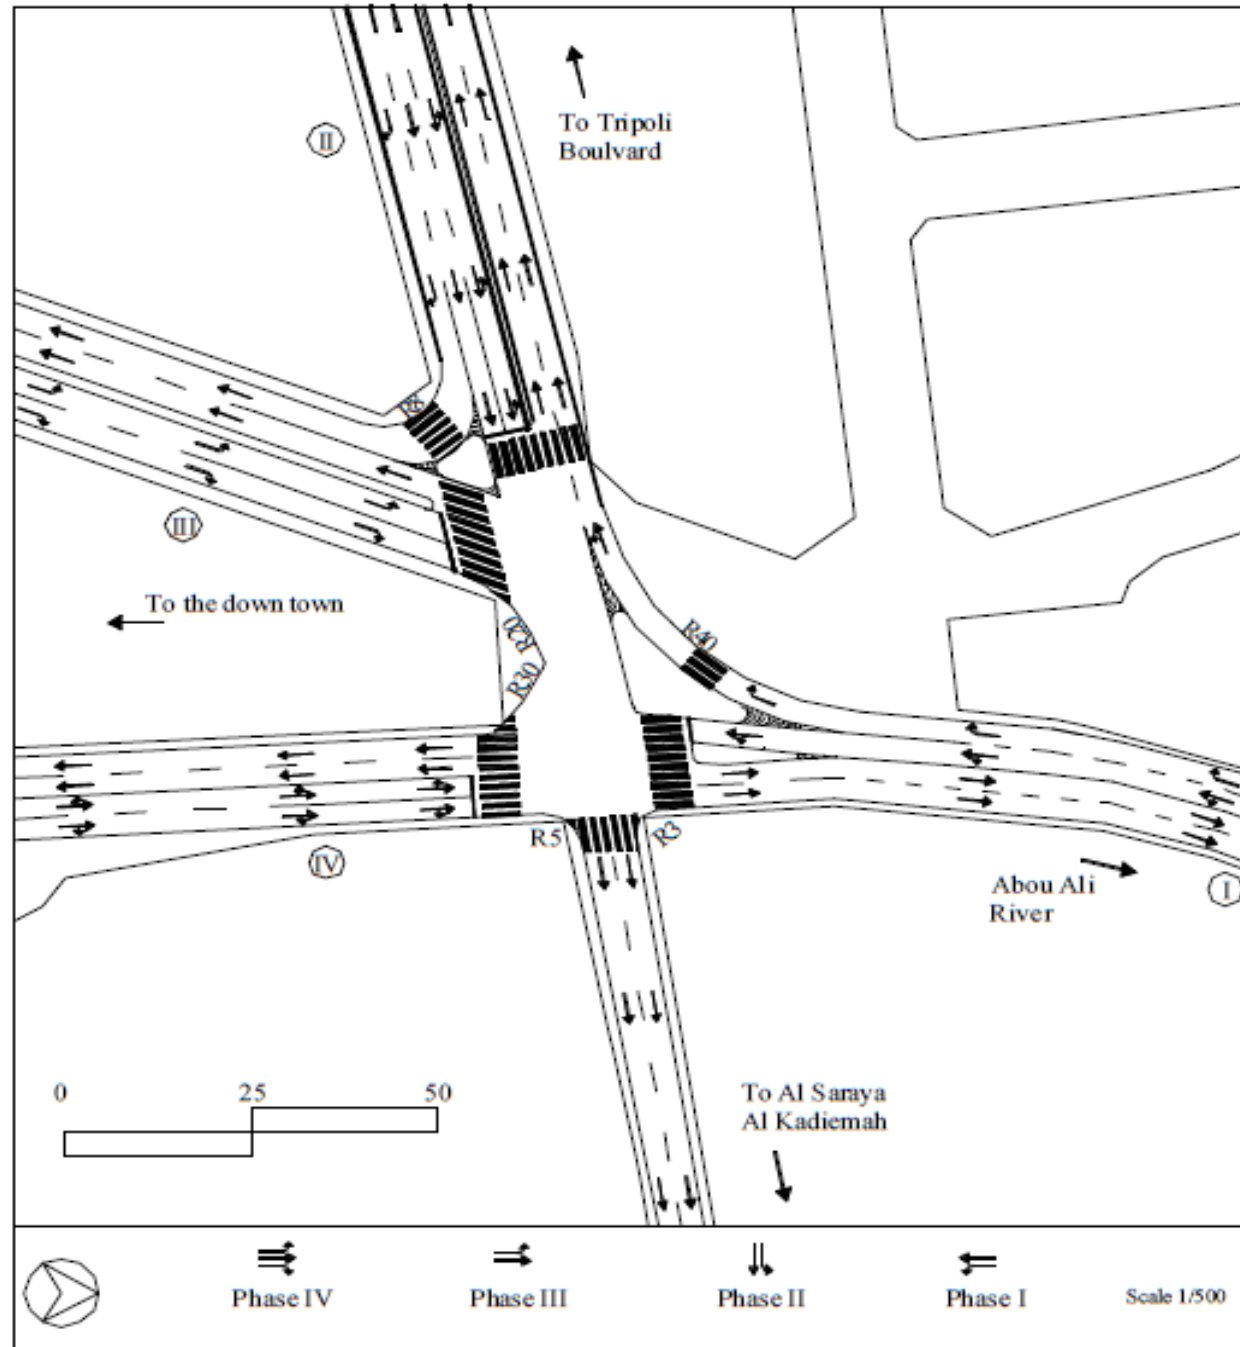 II
To Tripoli
Boulvard
R8
III
To the down town
R20
R30
R40
R5
R3
IV
Abou Ali
River
I
0 25 50
To Al Saraya
Al Kadiemah
Phase IV Phase III Phase II Phase I Scale 1/500